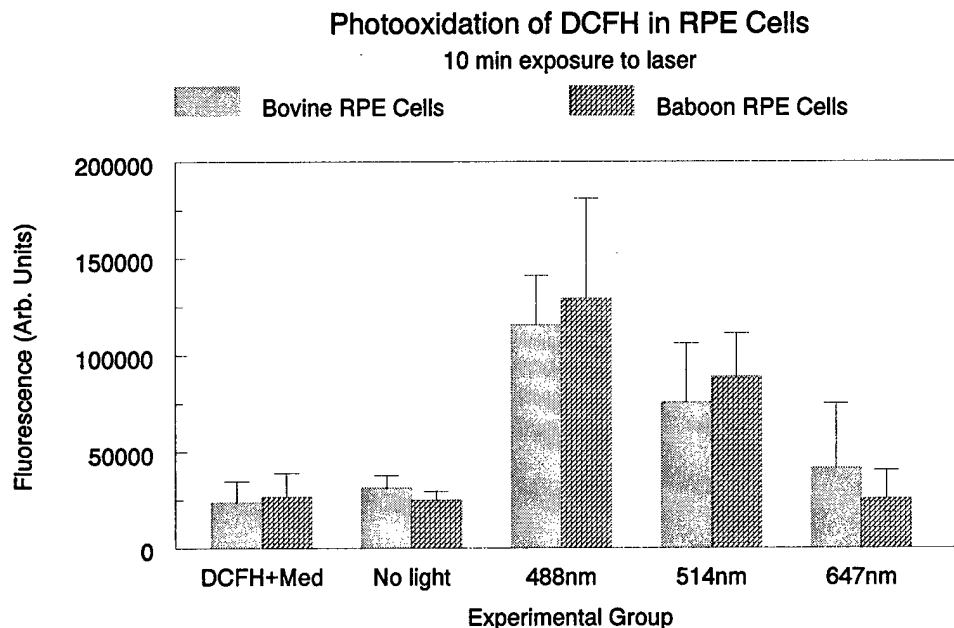 Photooxidation of DCFH in RPE Cells
10 min exposure to laser
Bovine RPE Cells
Baboon RPE Cells
200000
150000
100000
50000
0
Fluorescence (Arb. Units)
DCFH+Med
No light
488nm
514nm
647nm
Experimental Group